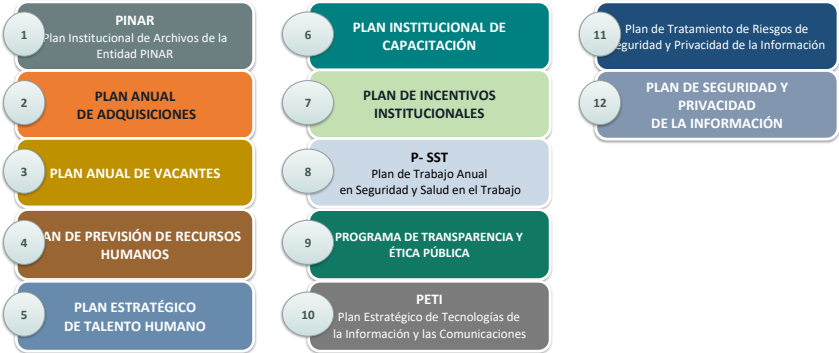 1
PINAR
Plan Institucional de Archivos de la
Entidad PINAR
2
PLAN ANUAL
DE ADQUISICIONES
3
PLAN ANUAL DE VACANTES
4
AN DE PREVISIÓN DE RECURSOS
HUMANOS
5
PLAN ESTRATÉGICO
DE TALENTO HUMANO
6
PLAN INSTITUCIONAL DE
CAPACITACIÓN
7
PLAN DE INCENTIVOS
INSTITUCIONALES
8
P- SST
Plan de Trabajo Anual
en Seguridad y Salud en el Trabajo
9
PROGRAMA DE TRANSPARENCIA Y
ÉTICA PÚBLICA
10
PETI
Plan Estratégico de Tecnologías de
la Información y las Comunicaciones
11
Plan de Tratamiento de Riesgos de
eguridad y Privacidad de la Información
12
PLAN DE SEGURIDAD Y
PRIVACIDAD
DE LA INFORMACIÓN